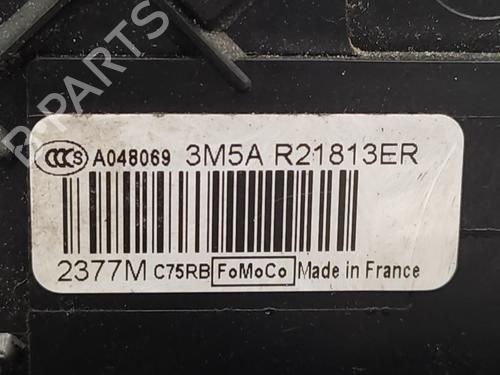 B-PARTS
CCC S A048069 3M5A R21813ER
2377M C75RB FoMoCo Made in France